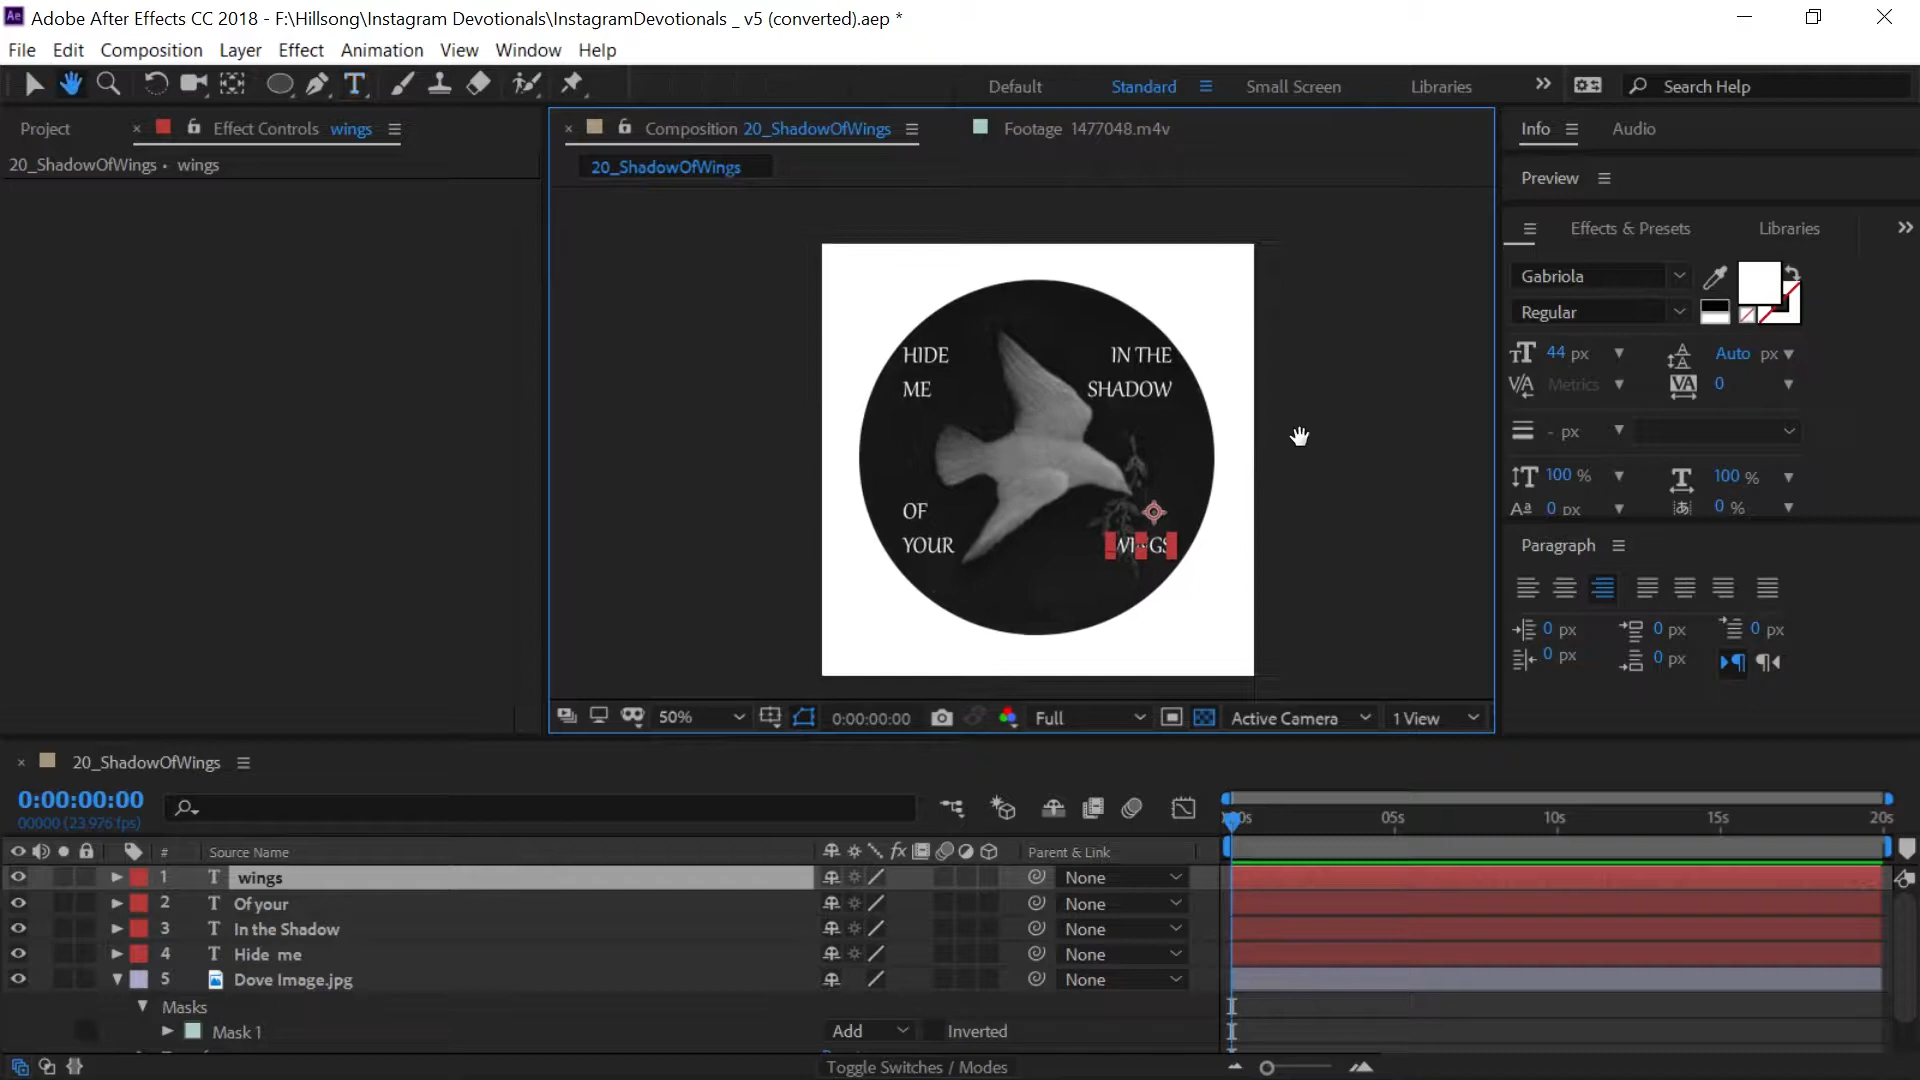 Adobe After Effects CC 2018 - F:\Hillsong\Instagram Devotionals\InstagramDevotionals _ v5 (converted).aep *
File Edit Composition Layer Effect Animation View Window Help
Default Standard Small Screen Libraries Search Help
Project Effect Controls wings
Composition 20_ShadowOfWings Footage 1477048.m4v
Info Audio
20_ShadowOfWings • wings
20_ShadowOfWings
Preview
Effects & Presets Libraries
Gabriola
Regular
44 px Auto px
Metrics 0
- px
100 % 100 %
0 px 0 %
Paragraph
0 px 0 px 0 px
0 px 0 px
HIDE
ME
IN THE
SHADOW
OF
YOUR
WINGS
50% 0:00:00:00 Full Active Camera 1 View
20_ShadowOfWings
0:00:00:00
00000 (23.976 fps)
05s 10s 15s 20s
# Source Name fx Parent & Link
1 T wings None
2 T Of your None
3 T In the Shadow None
4 T Hide me None
5 Dove Image.jpg None
Masks
Mask 1 Add Inverted
Toggle Switches / Modes